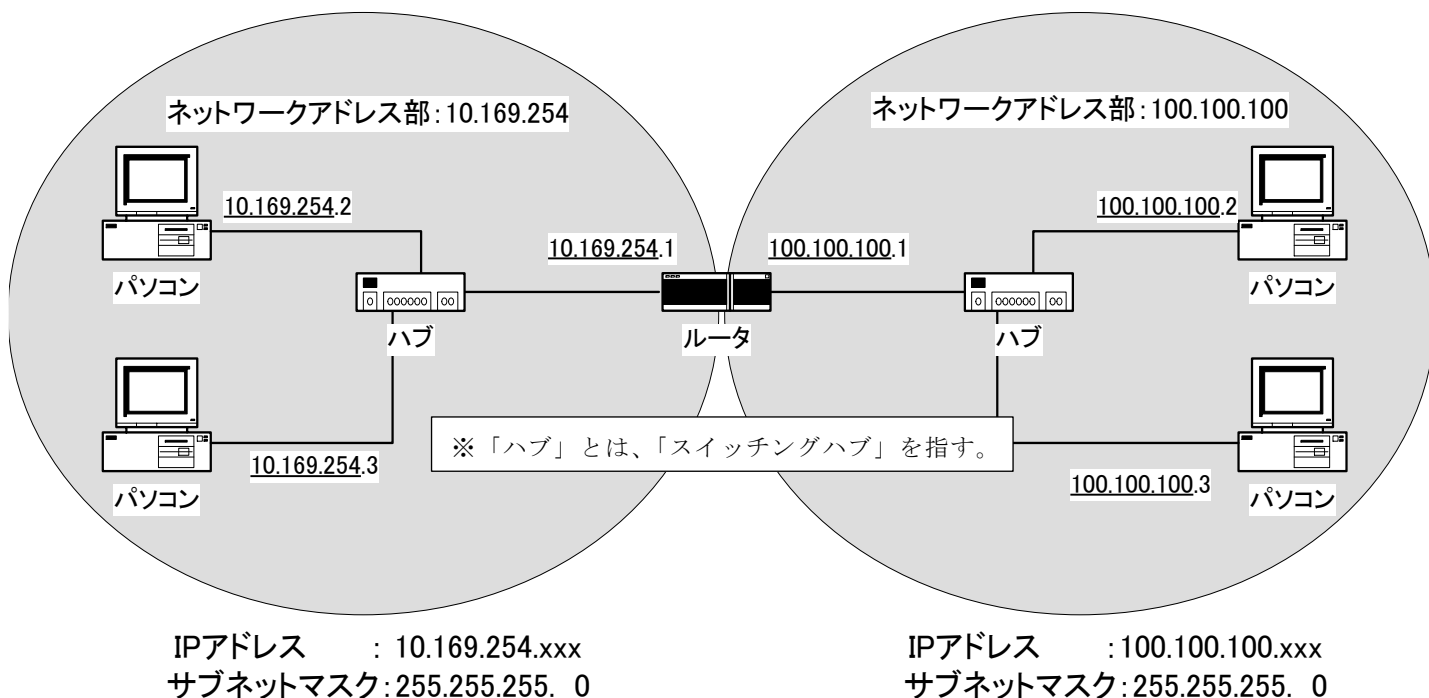 ネットワークアドレス部:10.169.254
ネットワークアドレス部:100.100.100
10.169.254.2
100.100.100.2
10.169.254.1
100.100.100.1
パソコン
パソコン
ハブ
ルータ
ハブ
※「ハブ」とは、「スイッチングハブ」を指す。
10.169.254.3
100.100.100.3
パソコン
パソコン
IPアドレス : 10.169.254.xxx
サブネットマスク:255.255.255. 0
IPアドレス :100.100.100.xxx
サブネットマスク:255.255.255. 0